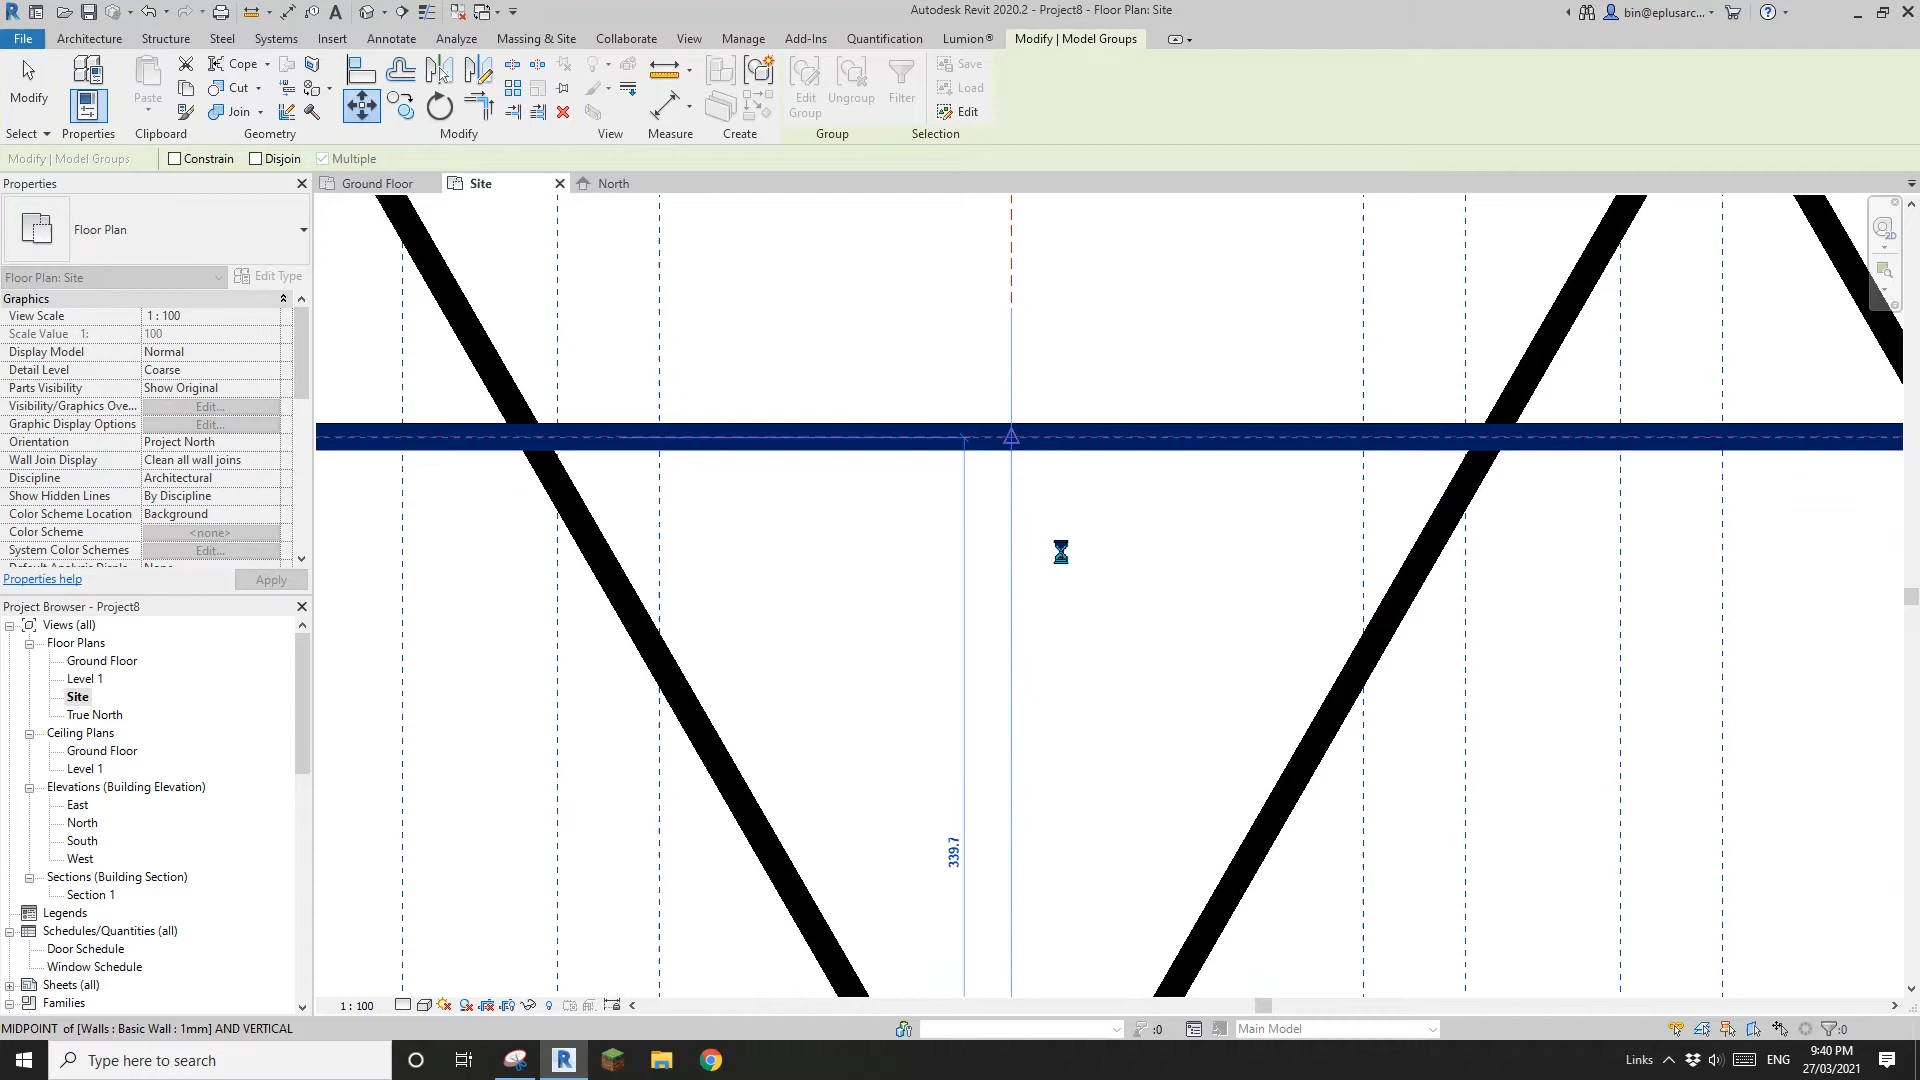 Autodesk Revit 2020.2 - Project8 - Floor Plan: Site
bin@eplusarc...
File Architecture Structure Steel Systems Insert Annotate Analyze Massing & Site Collaborate View Manage Add-Ins Quantification Lumion® Modify | Model Groups
Modify
Paste
Cope
Cut
Join
Edit Group
Ungroup
Filter
Save
Load
Edit
Select Properties Clipboard Geometry Modify View Measure Create Group Selection
Modify | Model Groups Constrain Disjoin Multiple
Properties
Ground Floor Site North
Floor Plan
Floor Plan: Site Edit Type
Graphics
View Scale 1 : 100
Scale Value 1: 100
Display Model Normal
Detail Level Coarse
Parts Visibility Show Original
Visibility/Graphics Ove... Edit...
Graphic Display Options Edit...
Orientation Project North
Wall Join Display Clean all wall joins
Discipline Architectural
Show Hidden Lines By Discipline
Color Scheme Location Background
Color Scheme <none>
System Color Schemes Edit...
Properties help Apply
Project Browser - Project8
Views (all)
Floor Plans
Ground Floor
Level 1
Site
True North
Ceiling Plans
Ground Floor
Level 1
Elevations (Building Elevation)
East
North
South
West
Sections (Building Section)
Section 1
Legends
Schedules/Quantities (all)
Door Schedule
Window Schedule
Sheets (all)
Families
339.7
2D
1 : 100
MIDPOINT of [Walls : Basic Wall : 1mm] AND VERTICAL
:0
Main Model
:0
Type here to search
Links
ENG
9:40 PM
27/03/2021